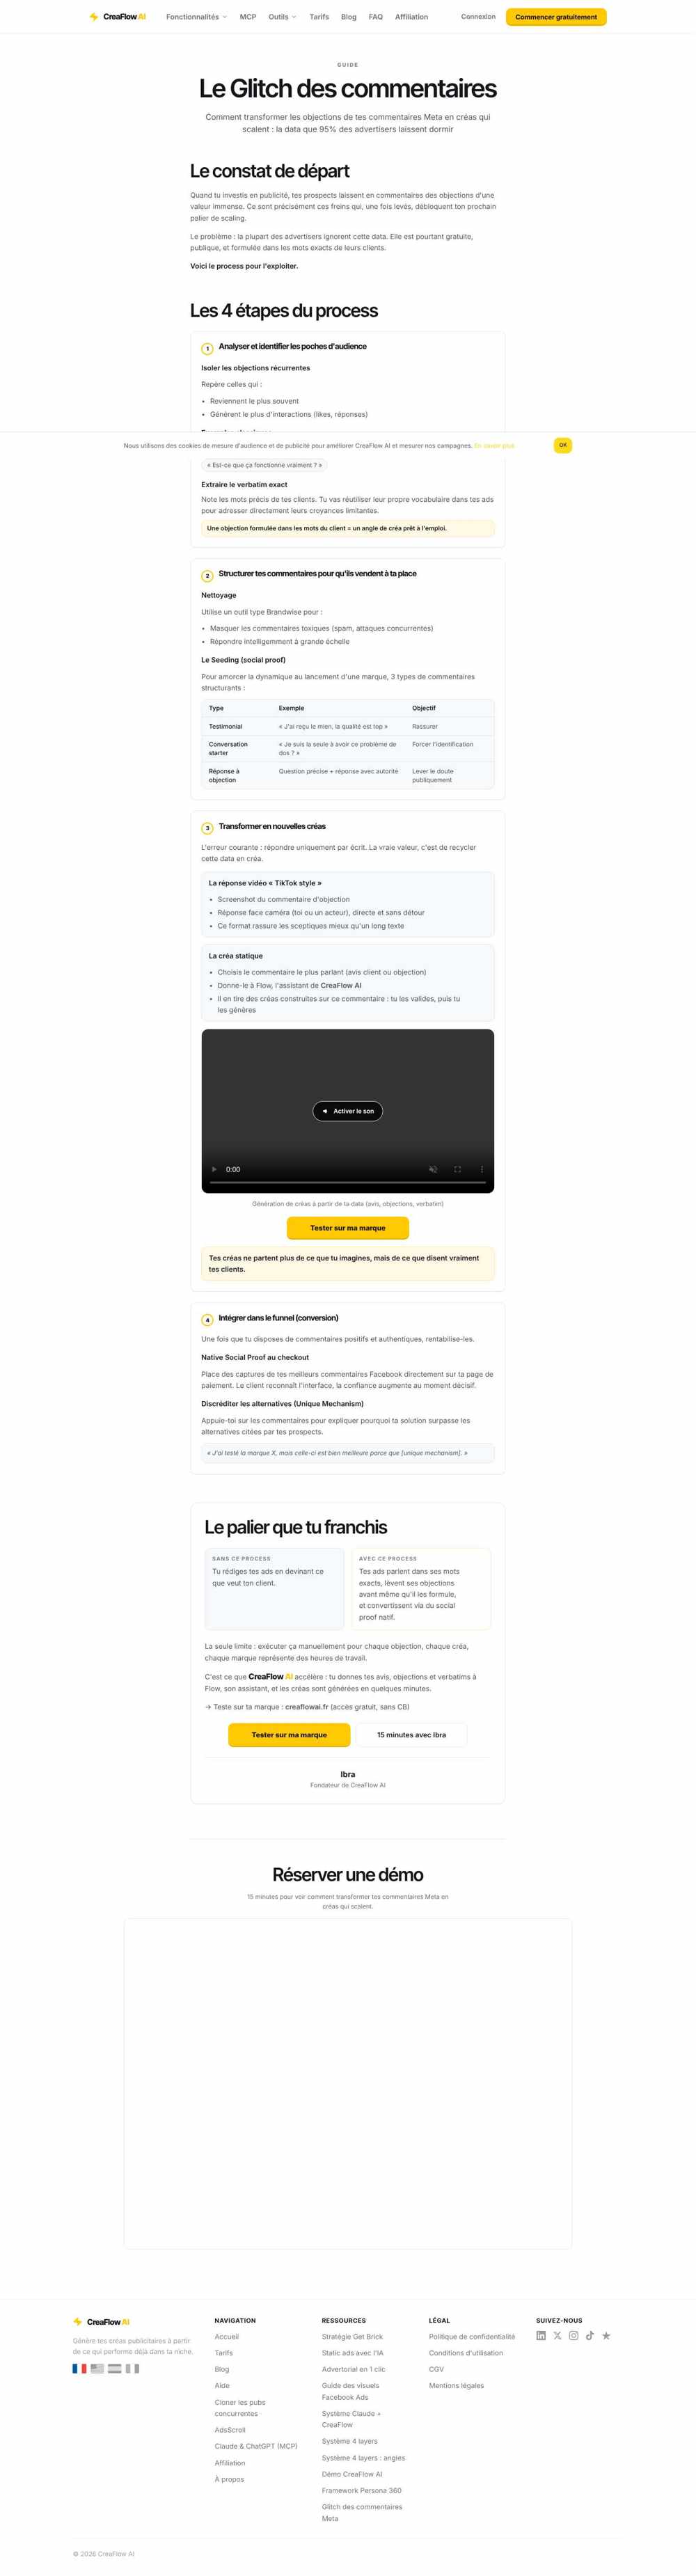 CreaFlow AI
Fonctionnalités
MCP
Outils
Tarifs
Blog
FAQ
Affiliation
Connexion
Commencer gratuitement
GUIDE
Le Glitch des commentaires
Comment transformer les objections de tes commentaires Meta en créas qui
scalent : la data que 95% des advertisers laissent dormir
Le constat de départ
Quand tu investis en publicité, tes prospects laissent en commentaires des objections d'une
valeur immense. Ce sont précisément ces freins qui, une fois levés, débloquent ton prochain
palier de scaling.
Le problème : la plupart des advertisers ignorent cette data. Elle est pourtant gratuite,
publique, et formulée dans les mots exacts de leurs clients.
Voici le process pour l'exploiter.
Les 4 étapes du process
1 Analyser et identifier les poches d'audience
Isoler les objections récurrentes
Repère celles qui :
• Reviennent le plus souvent
• Génèrent le plus d'interactions (likes, réponses)
Nous utilisons des cookies de mesure d'audience et de publicité pour améliorer CreaFlow AI et mesurer nos campagnes. En savoir plus
OK
« Est-ce que ça fonctionne vraiment ? »
Extraire le verbatim exact
Note les mots précis de tes clients. Tu vas réutiliser leur propre vocabulaire dans tes ads
pour adresser directement leurs croyances limitantes.
Une objection formulée dans les mots du client = un angle de créa prêt à l'emploi.
2 Structurer tes commentaires pour qu'ils vendent à ta place
Nettoyage
Utilise un outil type Brandwise pour :
• Masquer les commentaires toxiques (spam, attaques concurrentes)
• Répondre intelligemment à grande échelle
Le Seeding (social proof)
Pour amorcer la dynamique au lancement d'une marque, 3 types de commentaires
structurants :
Type Exemple Objectif
Testimonial « J'ai reçu le mien, la qualité est top » Rassurer
Conversation starter « Je suis la seule à avoir ce problème de dos ? » Forcer l'identification
Réponse à objection Question précise + réponse avec autorité Lever le doute publiquement
3 Transformer en nouvelles créas
L'erreur courante : répondre uniquement par écrit. La vraie valeur, c'est de recycler
cette data en créa.
La réponse vidéo « TikTok style »
• Screenshot du commentaire d'objection
• Réponse face caméra (toi ou un acteur), directe et sans détour
• Ce format rassure les sceptiques mieux qu'un long texte
La créa statique
• Choisis le commentaire le plus parlant (avis client ou objection)
• Donne-le à Flow, l'assistant de CreaFlow AI
• Il en tire des créas construites sur ce commentaire : tu les valides, puis tu
les génères
Activer le son
0:00
Génération de créas à partir de ta data (avis, objections, verbatim)
Tester sur ma marque
Tes créas ne partent plus de ce que tu imagines, mais de ce que disent vraiment
tes clients.
4 Intégrer dans le funnel (conversion)
Une fois que tu disposes de commentaires positifs et authentiques, rentabilise-les.
Native Social Proof au checkout
Place des captures de tes meilleurs commentaires Facebook directement sur ta page de
paiement. Le client reconnaît l'interface, la confiance augmente au moment décisif.
Discréditer les alternatives (Unique Mechanism)
Appuie-toi sur les commentaires pour expliquer pourquoi ta solution surpasse les
alternatives citées par tes prospects.
« J'ai testé la marque X, mais celle-ci est bien meilleure parce que [unique mechanism]. »
Le palier que tu franchis
SANS CE PROCESS
Tu rédiges tes ads en devinant ce
que veut ton client.
AVEC CE PROCESS
Tes ads parlent dans ses mots
exacts, lèvent ses objections
avant même qu'il les formule,
et convertissent via du social
proof natif.
La seule limite : exécuter ça manuellement pour chaque objection, chaque créa,
chaque marque représente des heures de travail.
C'est ce que CreaFlow AI accélère : tu donnes tes avis, objections et verbatims à
Flow, son assistant, et les créas sont générées en quelques minutes.
→ Teste sur ta marque : creaflowai.fr (accès gratuit, sans CB)
Tester sur ma marque
15 minutes avec Ibra
Ibra
Fondateur de CreaFlow AI
Réserver une démo
15 minutes pour voir comment transformer tes commentaires Meta en
créas qui scalent.
CreaFlow AI
Génère tes créas publicitaires à partir
de ce qui performe déjà dans ta niche.
NAVIGATION
Accueil
Tarifs
Blog
Aide
Cloner les pubs
concurrentes
AdsScroll
Claude & ChatGPT (MCP)
Affiliation
À propos
RESSOURCES
Stratégie Get Brick
Static ads avec l'IA
Advertorial en 1 clic
Guide des visuels
Facebook Ads
Système Claude +
CreaFlow
Système 4 layers
Système 4 layers : angles
Démo CreaFlow AI
Framework Persona 360
Glitch des commentaires
Meta
LÉGAL
Politique de confidentialité
Conditions d'utilisation
CGV
Mentions légales
SUIVEZ-NOUS
© 2026 CreaFlow AI